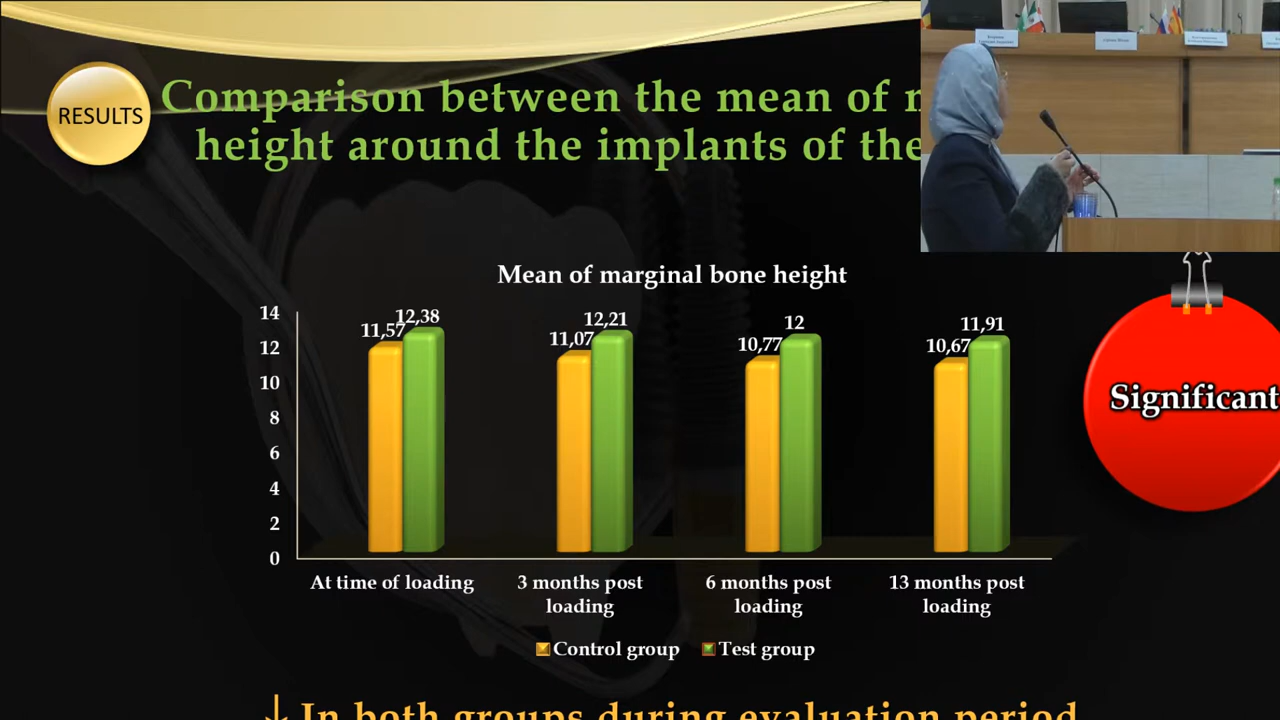 RESULTS
Comparison between the mean of
height around the implants of the
Mean of marginal bone height
14
12
10
8
6
4
2
0
11,57
12,38
11,07
12,21
10,77
12
10,67
11,91
At time of loading
3 months post
loading
6 months post
loading
13 months post
loading
Control group
Test group
Significant
↓ In both groups during evaluation period